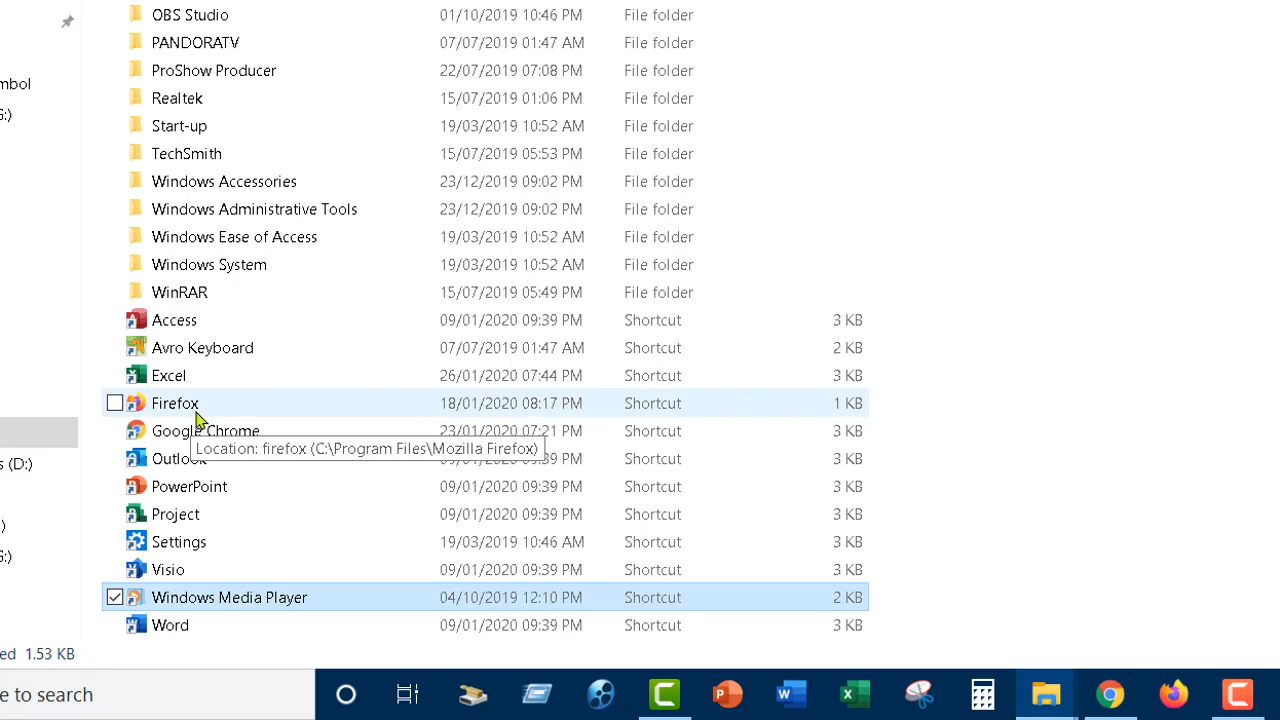 OBS Studio 01/10/2019 10:46 PM File folder
PANDORATV 07/07/2019 01:47 AM File folder
mbol
ProShow Producer 22/07/2019 07:08 PM File folder
:)
Realtek 15/07/2019 01:06 PM File folder
Start-up 19/03/2019 10:52 AM File folder
TechSmith 15/07/2019 05:53 PM File folder
Windows Accessories 23/12/2019 09:02 PM File folder
Windows Administrative Tools 23/12/2019 09:02 PM File folder
Windows Ease of Access 19/03/2019 10:52 AM File folder
Windows System 19/03/2019 10:52 AM File folder
WinRAR 15/07/2019 05:49 PM File folder
Access 09/01/2020 09:39 PM Shortcut 3 KB
Avro Keyboard 07/07/2019 01:47 AM Shortcut 2 KB
Excel 26/01/2020 07:44 PM Shortcut 3 KB
Firefox 18/01/2020 08:17 PM Shortcut 1 KB
Google Chrome 23/01/2020 07:21 PM Shortcut 3 KB
Location: firefox (C:\Program Files\Mozilla Firefox)
s (D:) Outlook 09:39 PM Shortcut 3 KB
PowerPoint 09/01/2020 09:39 PM Shortcut 3 KB
) Project 09/01/2020 09:39 PM Shortcut 3 KB
Settings 19/03/2019 10:46 AM Shortcut 3 KB
:)
Visio 09/01/2020 09:39 PM Shortcut 3 KB
Windows Media Player 04/10/2019 12:10 PM Shortcut 2 KB
Word 09/01/2020 09:39 PM Shortcut 3 KB
ed 1.53 KB
e to search